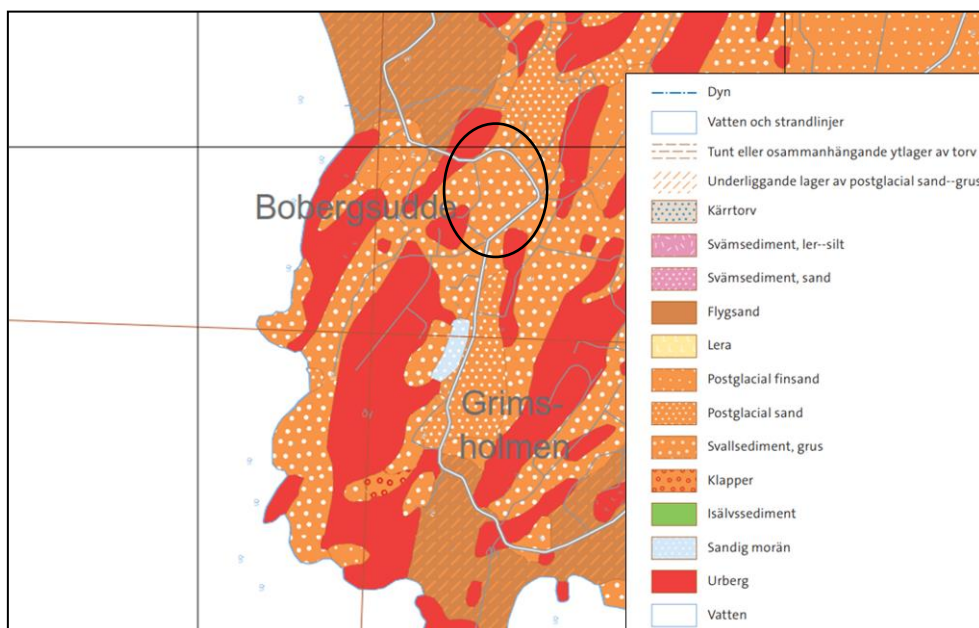 Bobergsudde
Grims-
holmen
Dyn
Vatten och strandlinjer
Tunt eller osammanhängande ytlager av torv
Underliggande lager av postglacial sand--grus
Kärrtorv
Svämsediment, ler--silt
Svämsediment, sand
Flygsand
Lera
Postglacial finsand
Postglacial sand
Svallsediment, grus
Klapper
Isälvssediment
Sandig morän
Urberg
Vatten